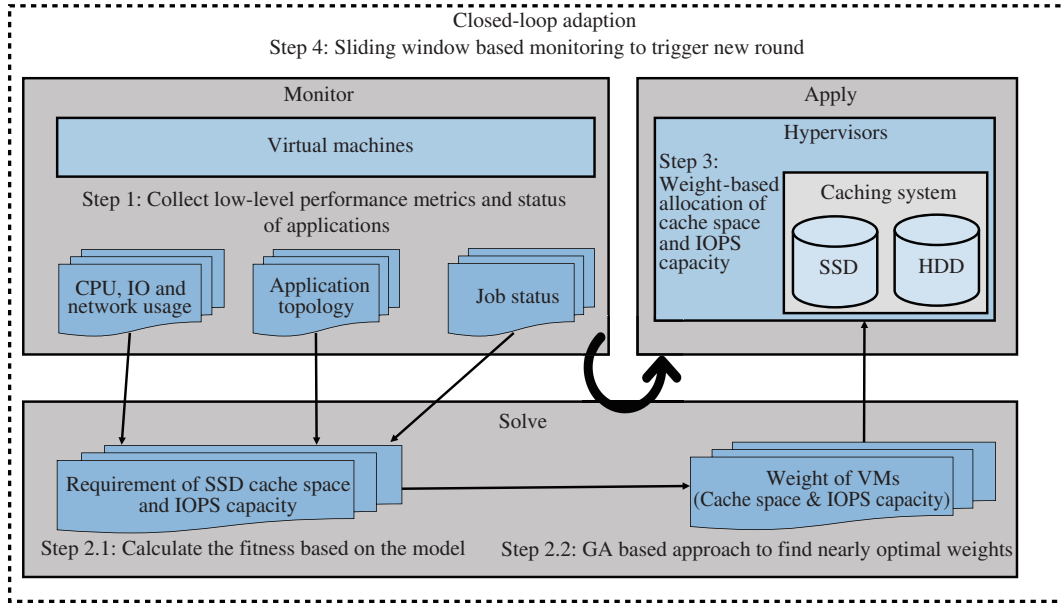 Closed-loop adaption
Step 4: Sliding window based monitoring to trigger new round
Monitor
Virtual machines
Step 1: Collect low-level performance metrics and status
of applications
CPU, IO and
network usage
Application
topology
Job status
Apply
Hypervisors
Step 3:
Weight-based
allocation of
cache space
and IOPS
capacity
Caching system
SSD
HDD
Solve
Requirement of SSD cache space
and IOPS capacity
Step 2.1: Calculate the fitness based on the model
Weight of VMs
(Cache space & IOPS capacity)
Step 2.2: GA based approach to find nearly optimal weights